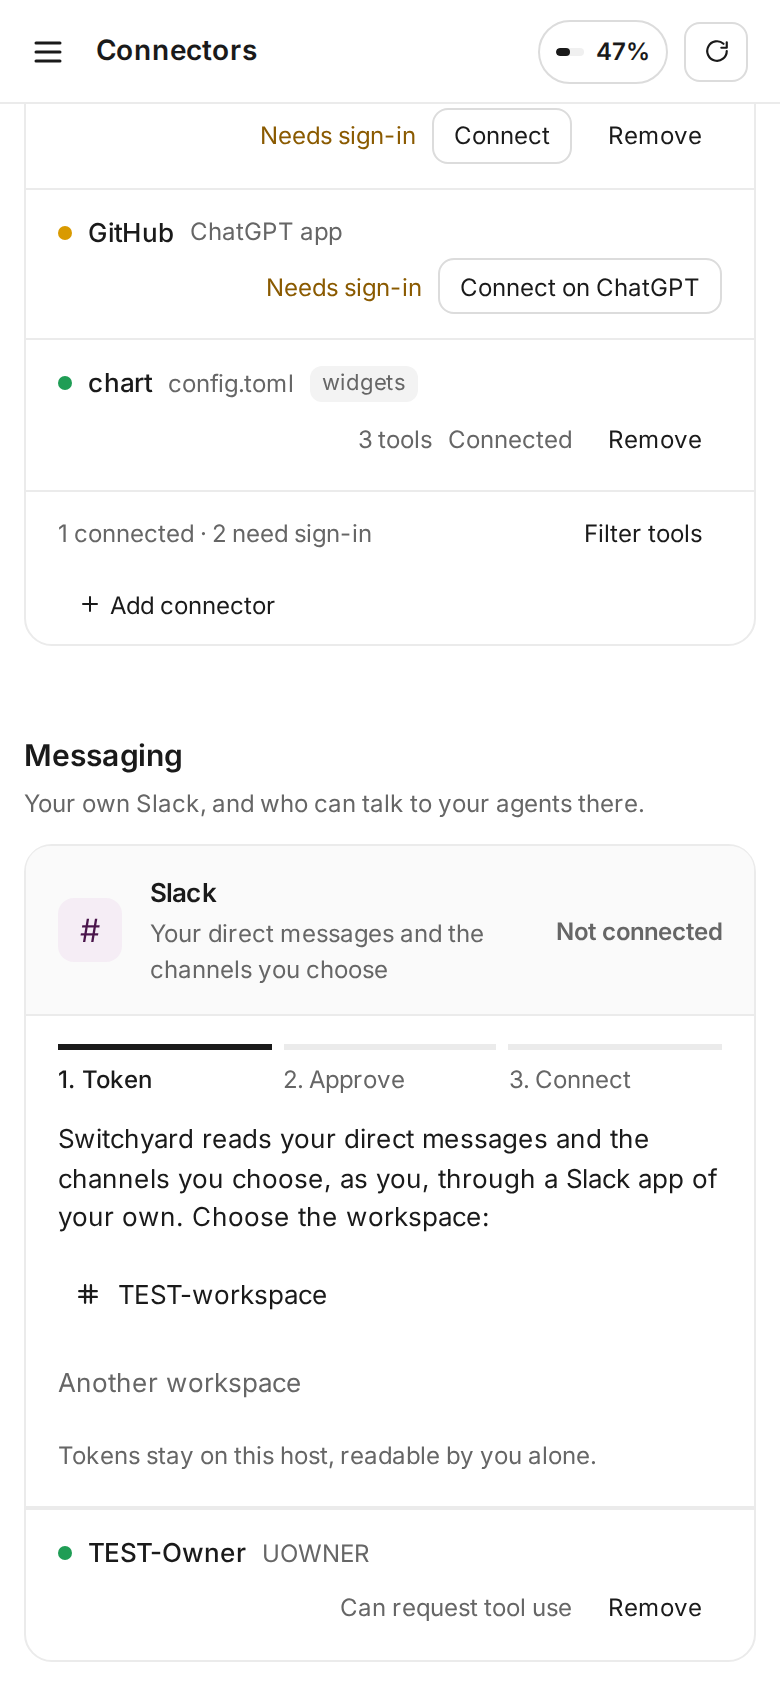 Connectors
47%
Needs sign-in Connect Remove
GitHub ChatGPT app
Needs sign-in Connect on ChatGPT
chart config.toml widgets
3 tools Connected Remove
1 connected · 2 need sign-in Filter tools
+ Add connector
Messaging
Your own Slack, and who can talk to your agents there.
# Slack
Your direct messages and the
channels you choose
Not connected
1. Token 2. Approve 3. Connect
Switchyard reads your direct messages and the
channels you choose, as you, through a Slack app of
your own. Choose the workspace:
# TEST-workspace
Another workspace
Tokens stay on this host, readable by you alone.
TEST-Owner UOWNER
Can request tool use Remove